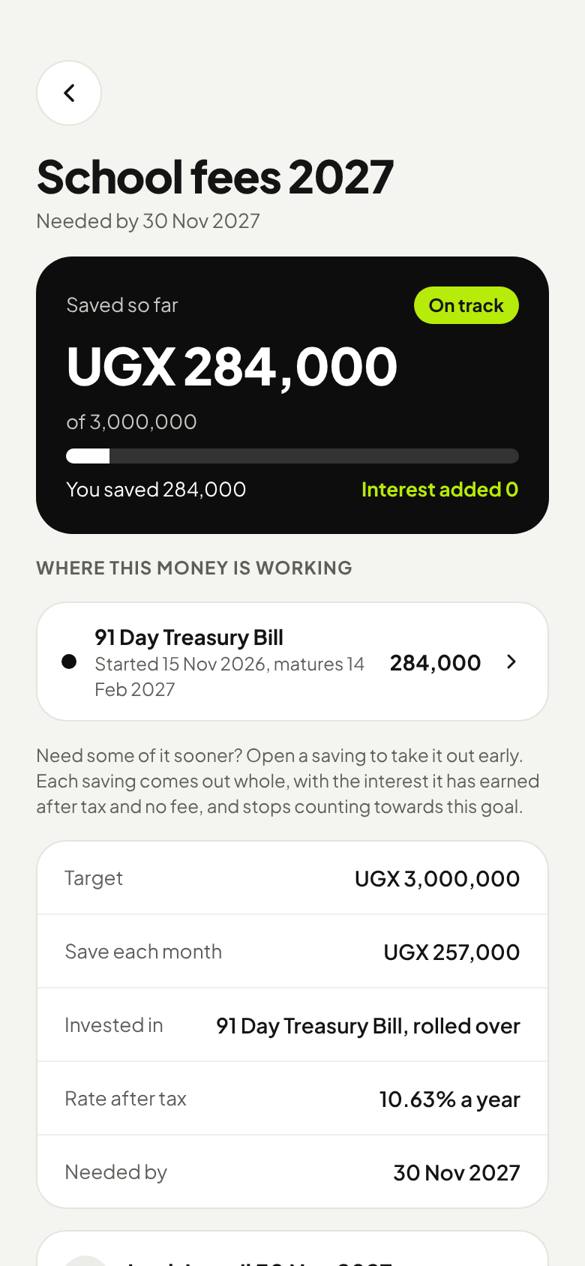 School fees 2027
Needed by 30 Nov 2027
Saved so far
On track
UGX 284,000
of 3,000,000
You saved 284,000
Interest added 0
WHERE THIS MONEY IS WORKING
91 Day Treasury Bill
Started 15 Nov 2026, matures 14
Feb 2027
284,000
Need some of it sooner? Open a saving to take it out early.
Each saving comes out whole, with the interest it has earned
after tax and no fee, and stops counting towards this goal.
Target
UGX 3,000,000
Save each month
UGX 257,000
Invested in
91 Day Treasury Bill, rolled over
Rate after tax
10.63% a year
Needed by
30 Nov 2027